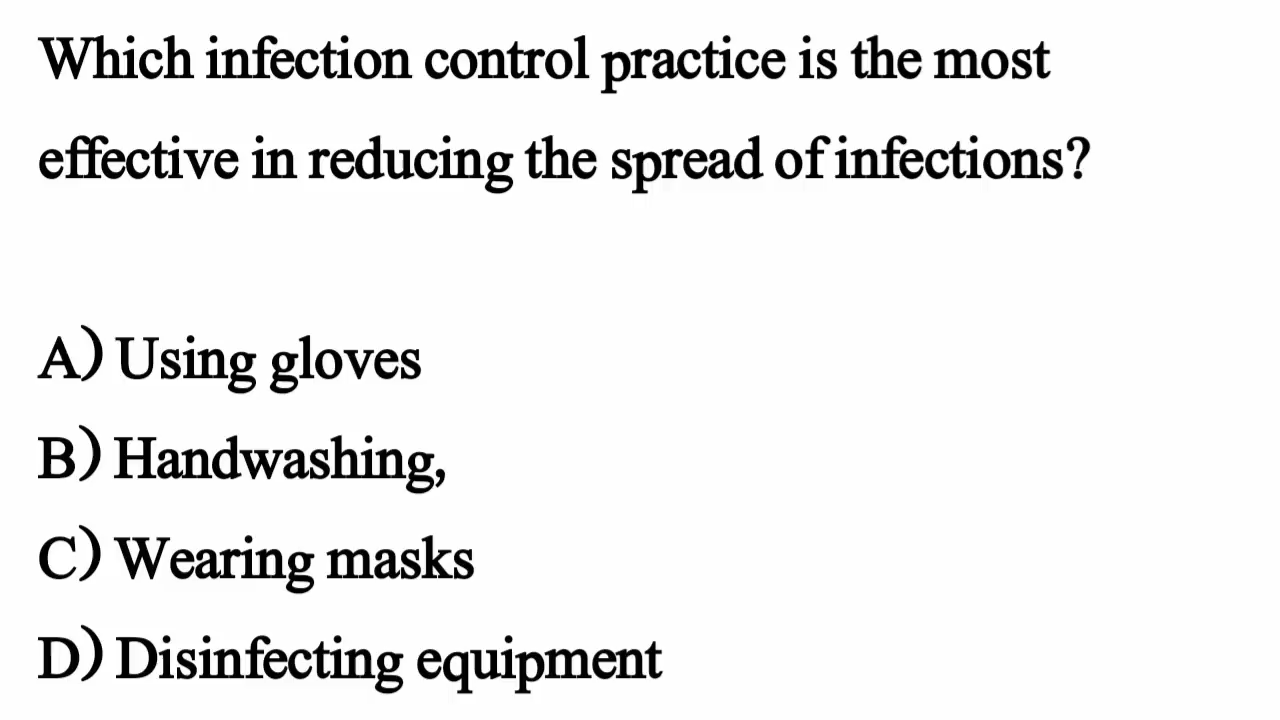 Which infection control practice is the most
effective in reducing the spread of infections?
A) Using gloves
B) Handwashing,
C) Wearing masks
D) Disinfecting equipment